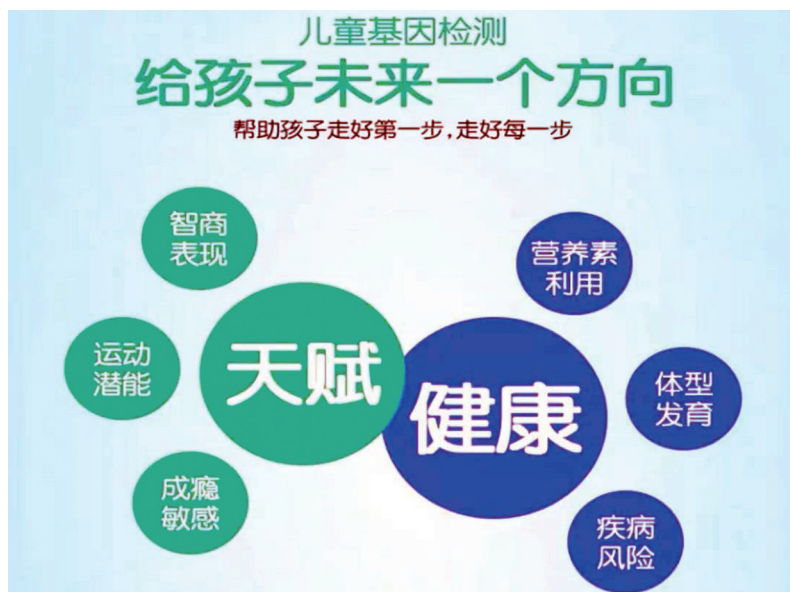 儿童基因检测
给孩子未来一个方向
帮助孩子走好第一步,走好每一步
智商
表现
运动
潜能
成瘾
敏感
天赋
健康
营养素
利用
体型
发育
疾病
风险